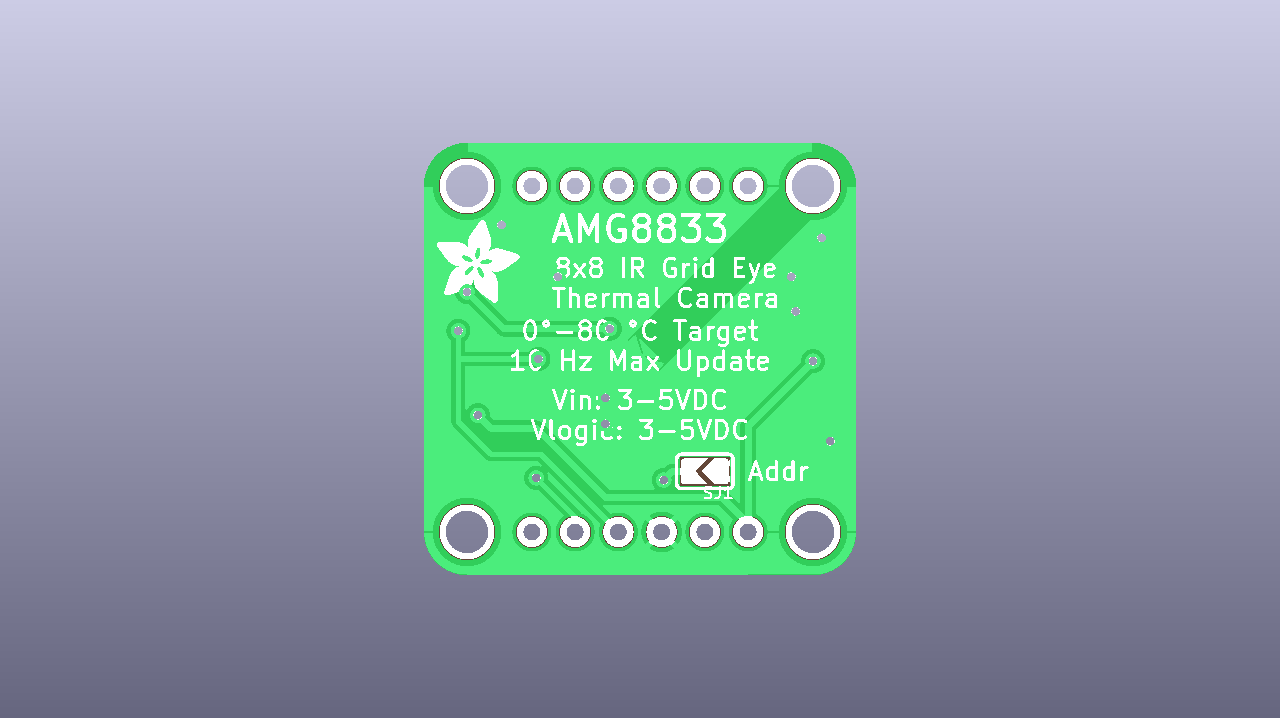 AMG8833
8x8 IR Grid Eye
Thermal Camera
0°-80 °C Target
10 Hz Max Update
Vin: 3-5VDC
Vlogic: 3-5VDC
Addr
SJ1